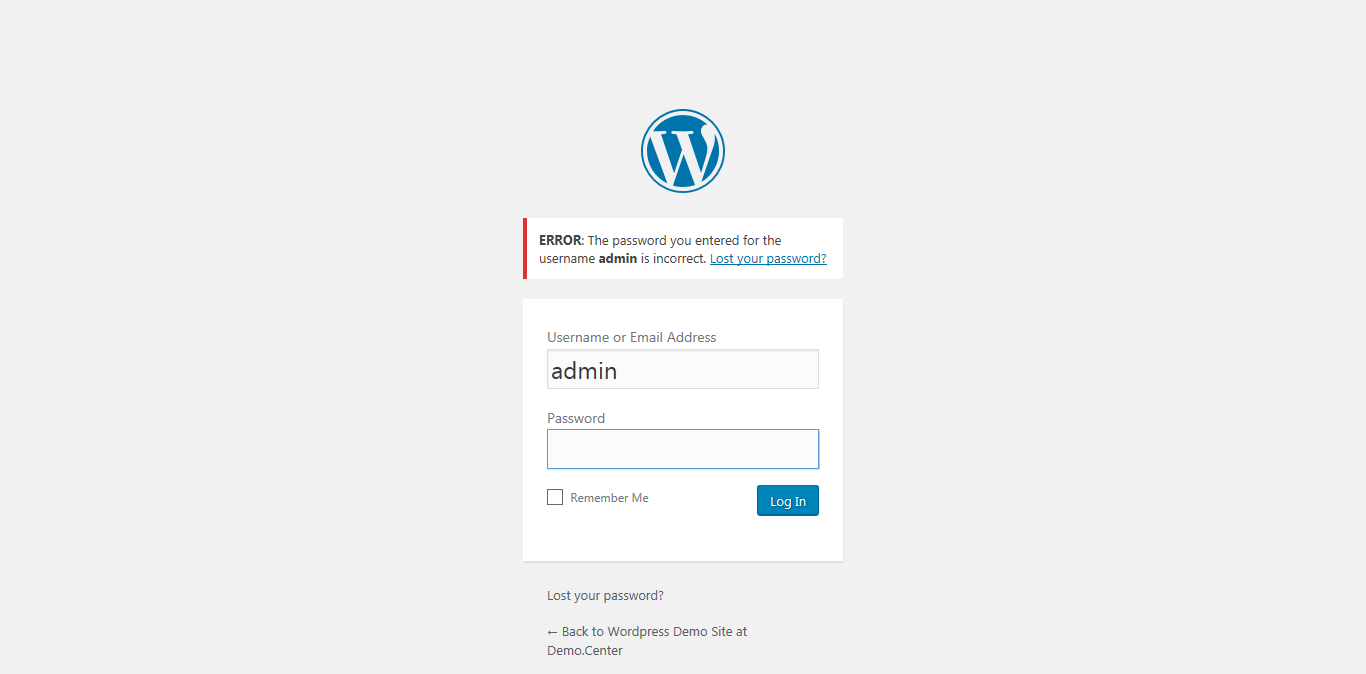 ERROR: The password you entered for the
username admin is incorrect. Lost your password?
Username or Email Address
admin
Password
Remember Me
Log In
Lost your password?
← Back to Wordpress Demo Site at
Demo.Center